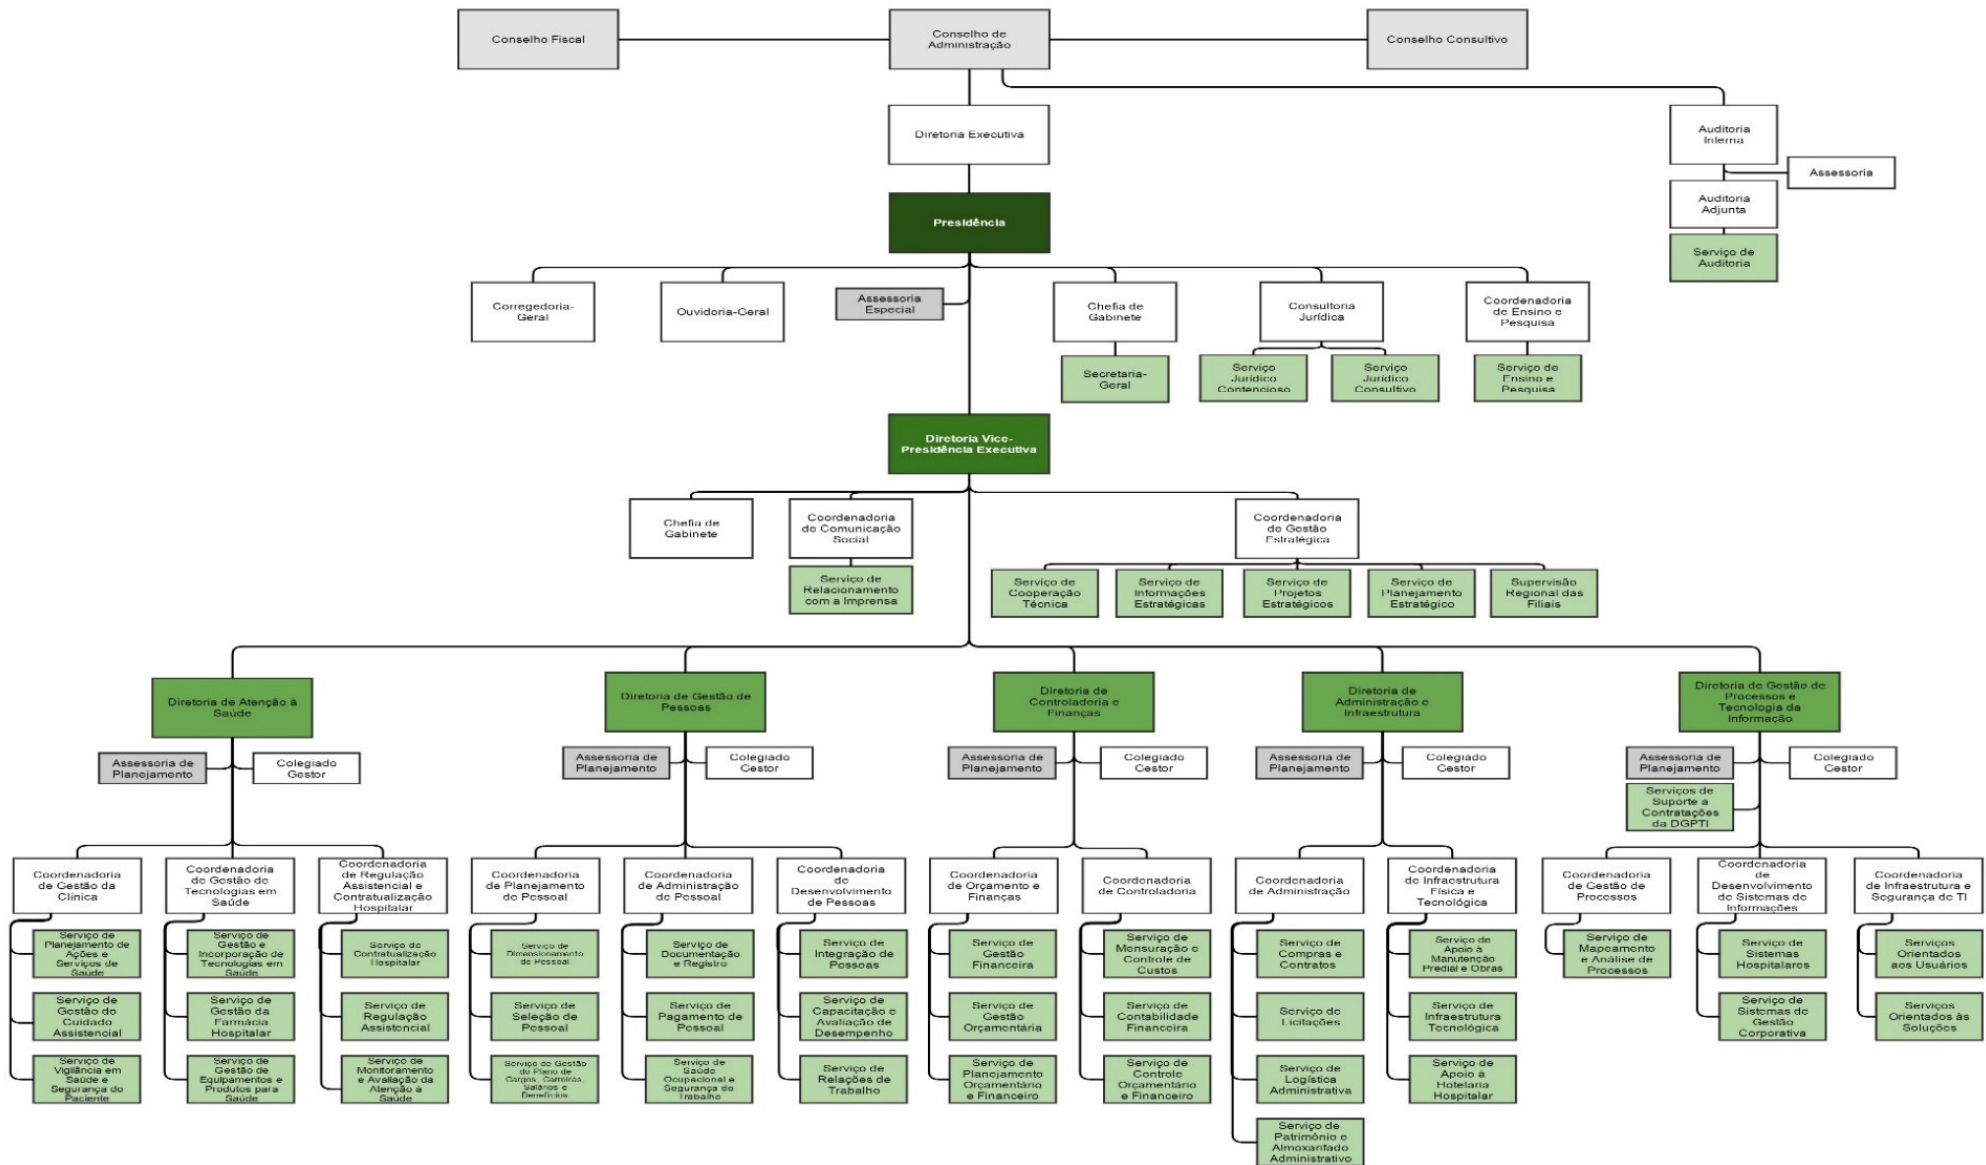 Conselho Fiscal
Conselho de
Administração
Conselho Consultivo
Diretoria Executiva
Auditoria
Interna
Assessoria
Auditoria
Adjunta
Serviço de
Auditoria
Presidência
Corregedoria-
Geral
Ouvidoria-Geral
Assessoria
Especial
Chefia de
Gabinete
Consultoria
Jurídica
Coordenadoria
de Ensino e
Pesquisa
Secretaria-
Geral
Serviço
Jurídico
Contencioso
Serviço
Jurídico
Consultivo
Serviço de
Ensino e
Pesquisa
Diretoria Vice-
Presidência Executiva
Chefia de
Gabinete
Coordenadoria
de Comunicação
Social
Coordenadoria
de Gestão
Estratégica
Serviço de
Relacionamento
com a Imprensa
Serviço de
Cooperação
Técnica
Serviço de
Informações
Estratégicas
Serviço de
Projetos
Estratégicos
Serviço de
Planejamento
Estratégico
Supervisão
Regional das
Filiais
Diretoria de Atenção à
Saúde
Diretoria de Gestão de
Pessoas
Diretoria de
Controladoria e
Finanças
Diretoria de
Administração e
Infraestrutura
Diretoria de Gestão de
Processos e
Tecnologia da
Informação
Assessoria de
Planejamento
Colegiado
Gestor
Assessoria de
Planejamento
Colegiado
Gestor
Assessoria de
Planejamento
Colegiado
Gestor
Assessoria de
Planejamento
Colegiado
Gestor
Assessoria de
Planejamento
Colegiado
Gestor
Serviços de
Suporte a
Contratações
da DGPTI
Coordenadoria
de Gestão da
Clínica
Coordenadoria
de Gestão de
Tecnologias em
Saúde
Coordenadoria
de Regulação
Assistencial e
Contratualização
Hospitalar
Coordenadoria
de Planejamento
de Pessoal
Coordenadoria
de Administração
de Pessoal
Coordenadoria
de
Desenvolvimento
de Pessoas
Coordenadoria
de Orçamento e
Finanças
Coordenadoria
de Controladoria
Coordenadoria
de Administração
Coordenadoria
de Infraestrutura
Física e
Tecnológica
Coordenadoria
de Gestão de
Processos
Coordenadoria
de
Desenvolvimento
de Sistemas de
Informações
Coordenadoria
de Infraestrutura e
Segurança de TI
Serviço de
Planejamento de
Ações e
Serviços de
Saúde
Serviço de
Gestão e
Incorporação de
Tecnologias em
Saúde
Serviço de
Contratualização
Hospitalar
Serviço de
Dimensionamento
de Pessoal
Serviço de
Documentação
e Registro
Serviço de
Integração de
Pessoas
Serviço de
Gestão
Financeira
Serviço de
Mensuração e
Controle de
Custos
Serviço de
Compras e
Contratos
Serviço de
Apoio à
Manutenção
Predial e Obras
Serviço de
Mapeamento
e Análise de
Processos
Serviço de
Sistemas
Hospitalares
Serviços
Orientados
aos Usuários
Serviço de
Gestão do
Cuidado
Assistencial
Serviço de
Gestão da
Farmácia
Hospitalar
Serviço de
Regulação
Assistencial
Serviço de
Seleção de
Pessoal
Serviço de
Pagamento de
Pessoal
Serviço de
Capacitação e
Avaliação de
Desempenho
Serviço de
Gestão
Orçamentária
Serviço de
Contabilidade
Financeira
Serviço de
Licitações
Serviço de
Infraestrutura
Tecnológica
Serviço de
Sistemas de
Gestão
Corporativa
Serviços
Orientados às
Soluções
Serviço de
Vigilância em
Saúde e
Segurança do
Paciente
Serviço de
Gestão de
Equipamentos e
Produtos para
Saúde
Serviço de
Monitoramento
e Avaliação da
Atenção à
Saúde
Serviço de Gestão
do Plano de
Cargos, Carreiras,
Salários e
Benefícios
Serviço de
Saúde
Ocupacional e
Segurança do
Trabalho
Serviço de
Relações de
Trabalho
Serviço de
Planejamento
Orçamentário
e Financeiro
Serviço de
Controle
Orçamentário
e Financeiro
Serviço de
Logística
Administrativa
Serviço de
Apoio à
Hotelaria
Hospitalar
Serviço de
Patrimônio e
Almoxarifado
Administrativo